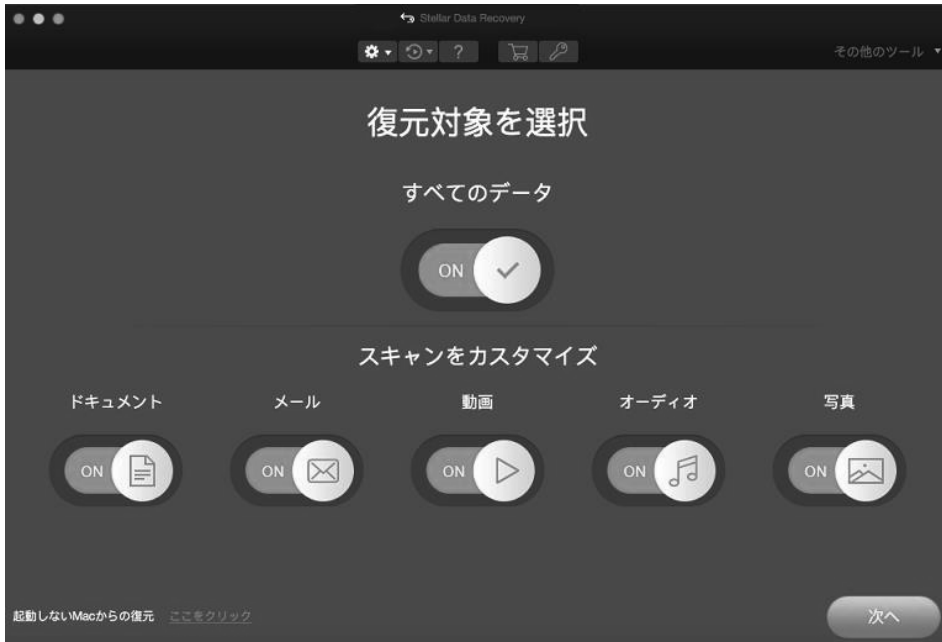 Stellar Data Recovery
?
その他のツール
復元対象を選択
すべてのデータ
ON
スキャンをカスタマイズ
ドキュメント メール 動画 オーディオ 写真
ON ON ON ON ON
起動しないMacからの復元 ここをクリック
次へ